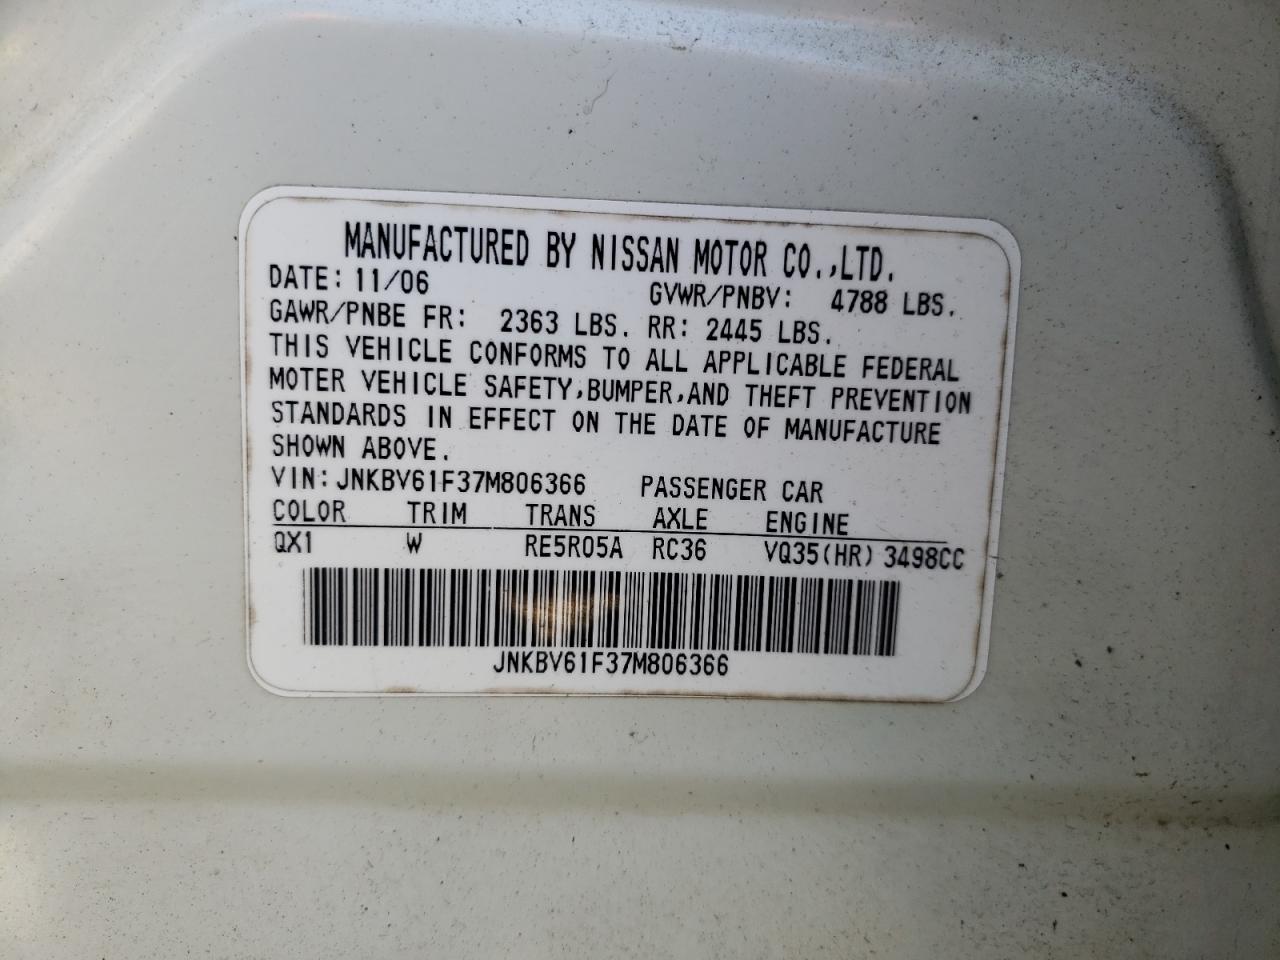 MANUFACTURED BY NISSAN MOTOR CO.,LTD.
DATE: 11/06 GVWR/PNBV: 4788 LBS.
GAWR/PNBE FR: 2363 LBS. RR: 2445 LBS.
THIS VEHICLE CONFORMS TO ALL APPLICABLE FEDERAL
MOTER VEHICLE SAFETY,BUMPER,AND THEFT PREVENTION
STANDARDS IN EFFECT ON THE DATE OF MANUFACTURE
SHOWN ABOVE.
VIN: JNKBV61F37M806366 PASSENGER CAR
COLOR TRIM TRANS AXLE ENGINE
QX1 W RE5R05A RC36 VQ35(HR) 3498CC
JNKBV61F37M806366